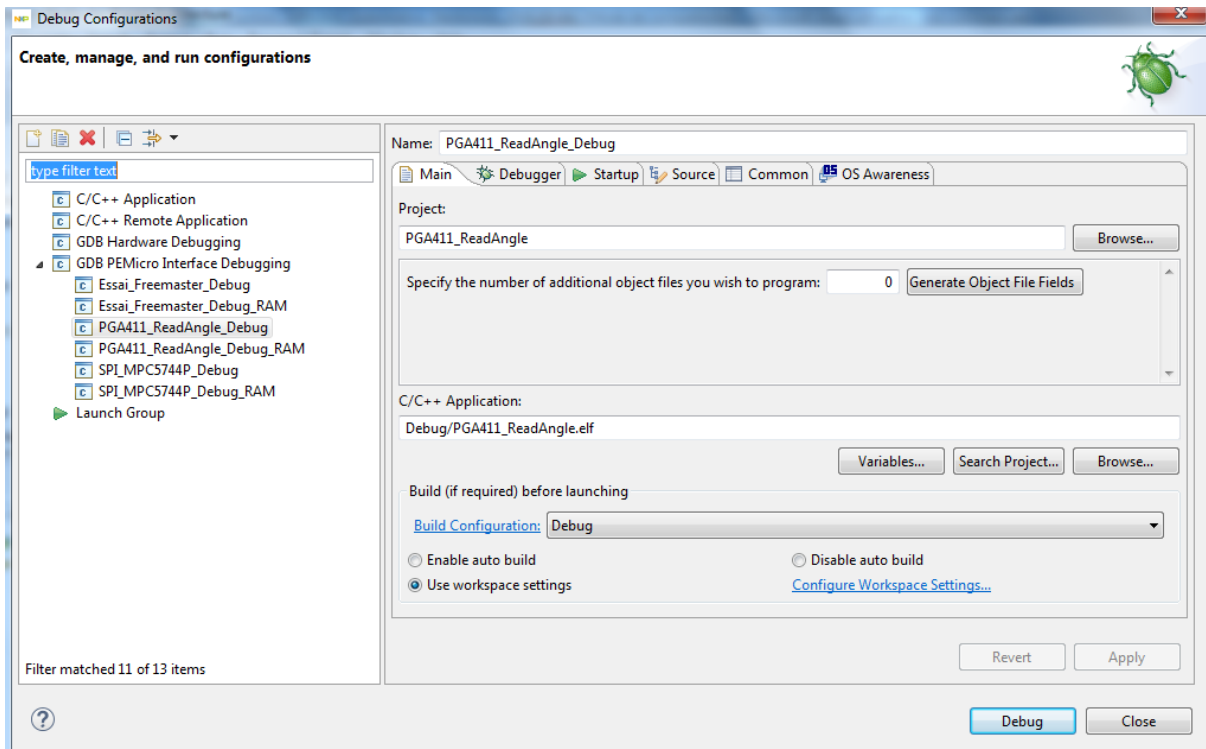 NXP Debug Configurations
Create, manage, and run configurations
type filter text
C/C++ Application
C/C++ Remote Application
GDB Hardware Debugging
GDB PEMicro Interface Debugging
Essai_Freemaster_Debug
Essai_Freemaster_Debug_RAM
PGA411_ReadAngle_Debug
PGA411_ReadAngle_Debug_RAM
SPI_MPC5744P_Debug
SPI_MPC5744P_Debug_RAM
Launch Group
Filter matched 11 of 13 items
Name: PGA411_ReadAngle_Debug
Main Debugger Startup Source Common OS Awareness
Project:
PGA411_ReadAngle Browse...
Specify the number of additional object files you wish to program: 0 Generate Object File Fields
C/C++ Application:
Debug/PGA411_ReadAngle.elf
Variables... Search Project... Browse...
Build (if required) before launching
Build Configuration: Debug
Enable auto build Disable auto build
Use workspace settings Configure Workspace Settings...
Revert Apply
Debug Close